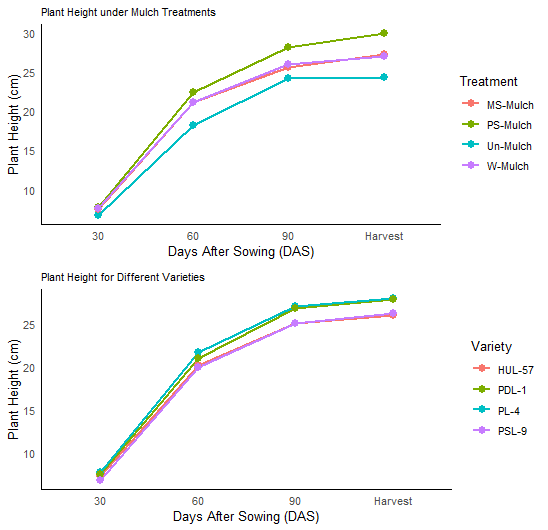 Plant Height under Mulch Treatments
30
25
20
15
10
Plant Height (cm)
30 60 90 Harvest
Days After Sowing (DAS)
Treatment
MS-Mulch
PS-Mulch
Un-Mulch
W-Mulch
Plant Height for Different Varieties
25
20
15
10
Plant Height (cm)
30 60 90 Harvest
Days After Sowing (DAS)
Variety
HUL-57
PDL-1
PL-4
PSL-9